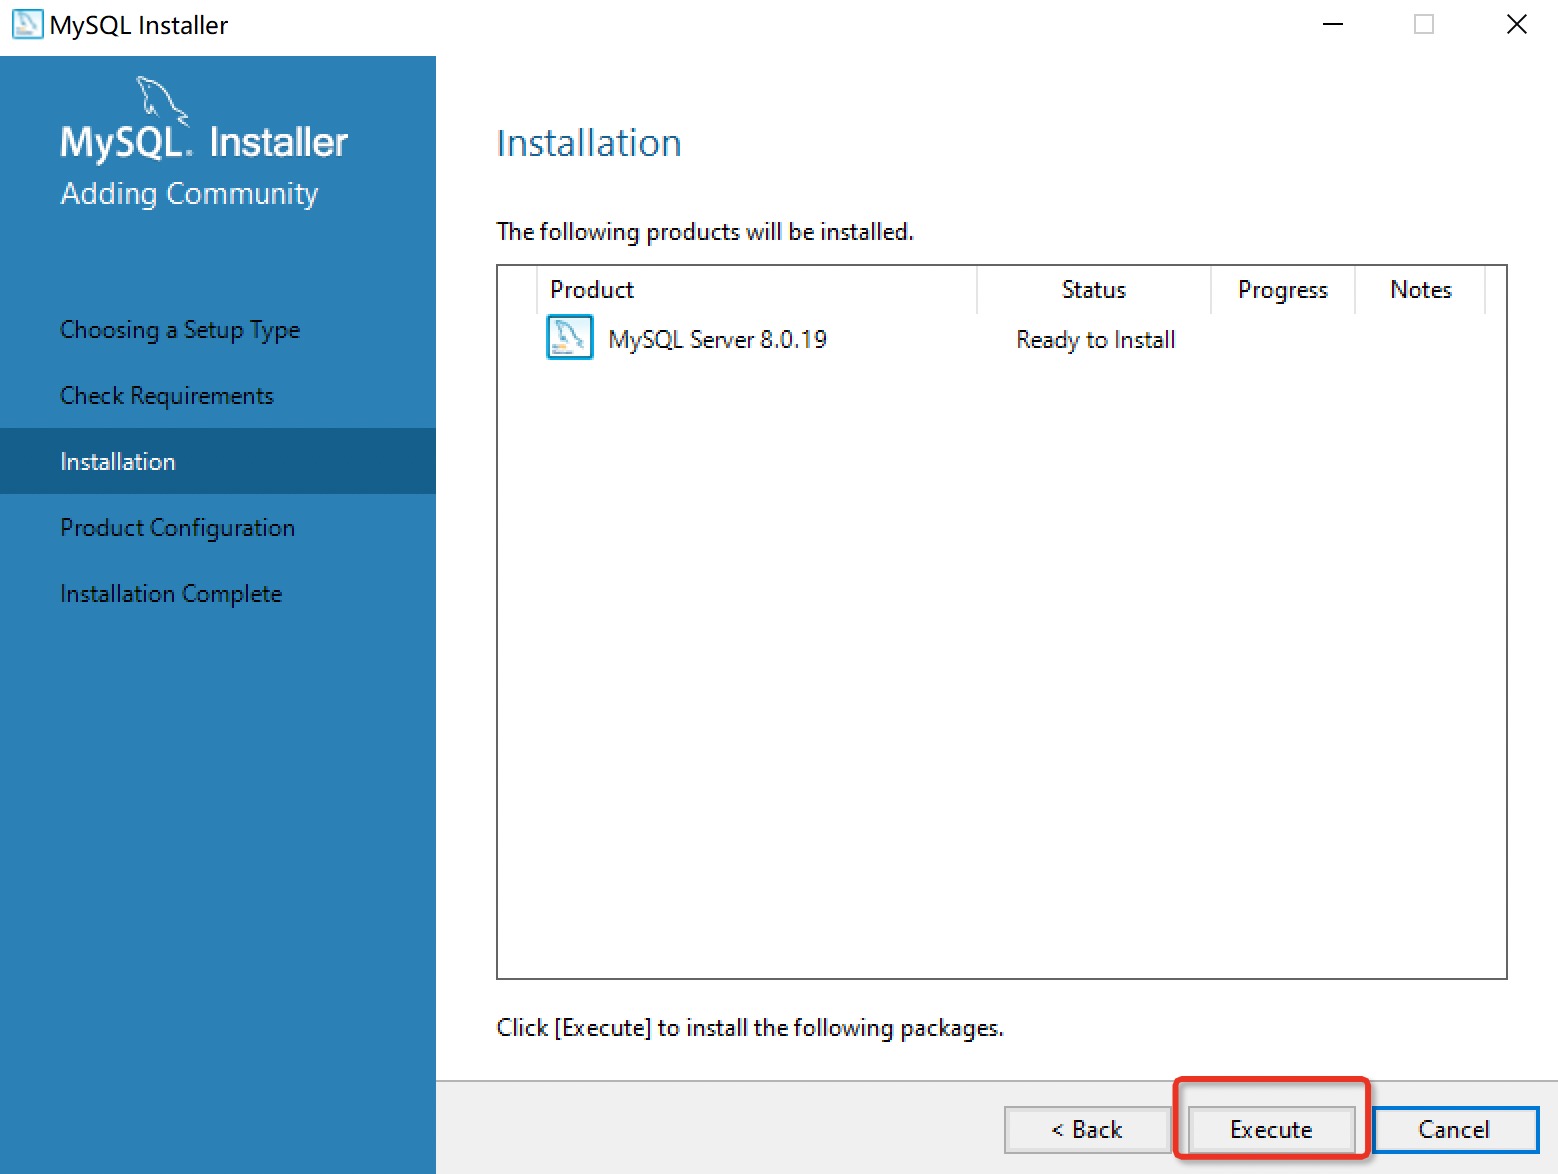 MySQL Installer
MySQL. Installer
Adding Community
Choosing a Setup Type
Check Requirements
Installation
Product Configuration
Installation Complete
Installation
The following products will be installed.
Product Status Progress Notes
MySQL Server 8.0.19 Ready to Install
Click [Execute] to install the following packages.
< Back Execute Cancel